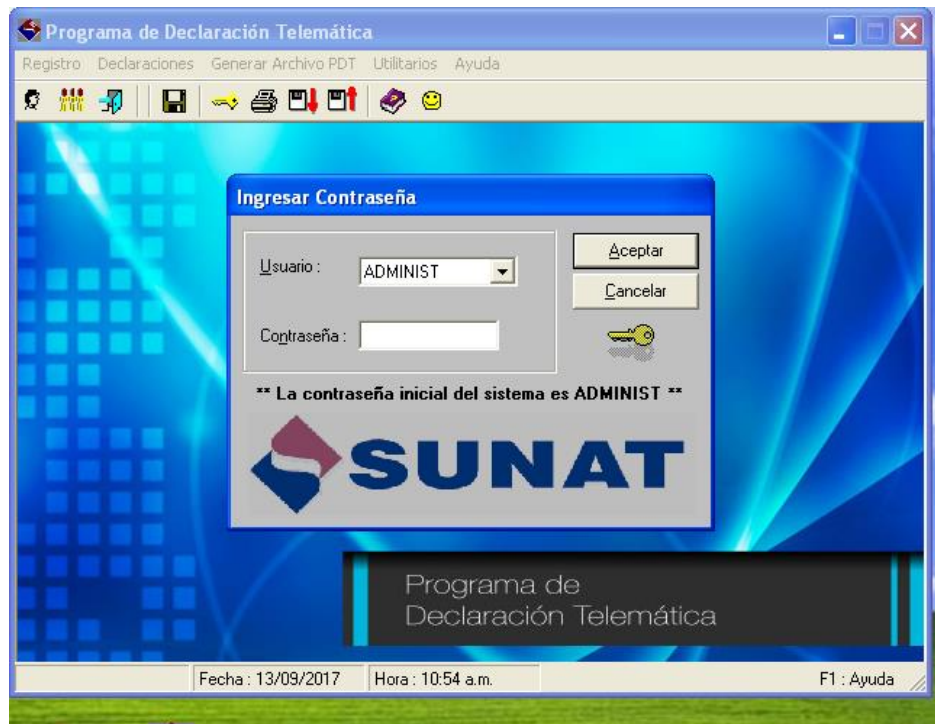 Programa de Declaración Telemática
Registro Declaraciones Generar Archivo PDT Utilitarios Ayuda
Ingresar Contraseña
Usuario :
ADMINIST
Aceptar
Cancelar
Contraseña :
** La contraseña inicial del sistema es ADMINIST **
SUNAT
Programa de
Declaración Telemática
Fecha : 13/09/2017 Hora : 10:54 a.m. F1 : Ayuda